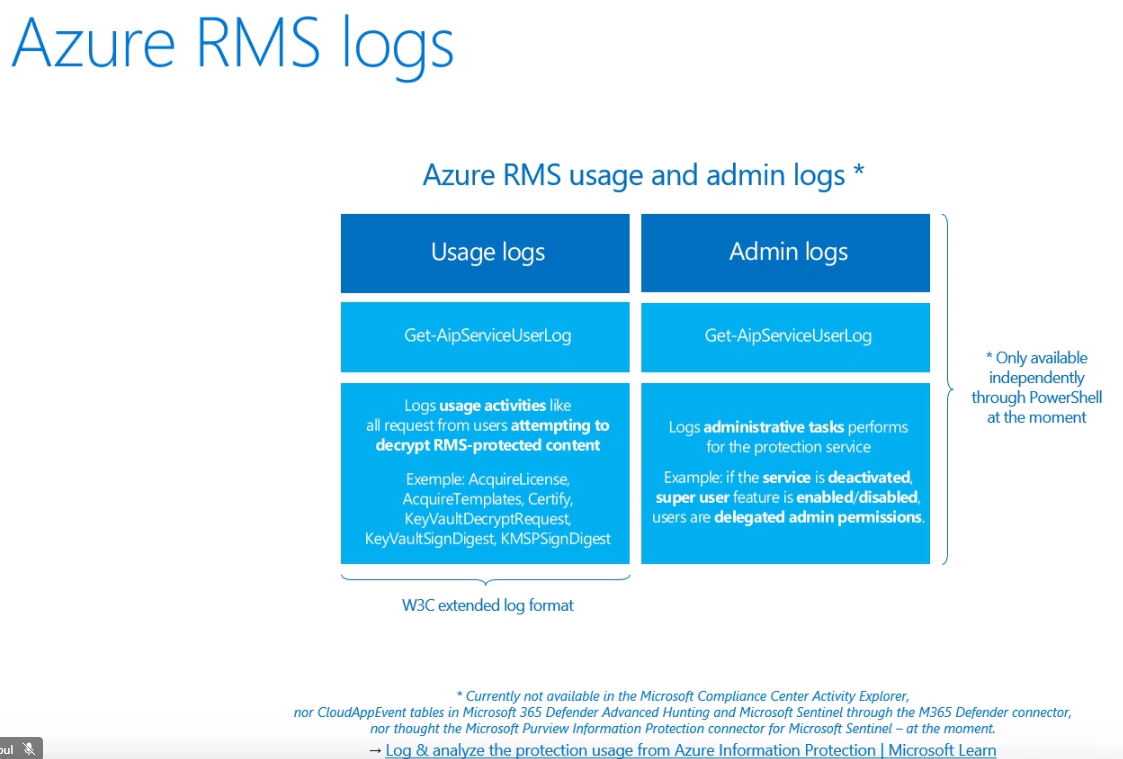 Azure RMS logs
Azure RMS usage and admin logs *
Usage logs
Admin logs
Get-AipServiceUserLog
Get-AipServiceUserLog
Logs usage activities like
all request from users attempting to
decrypt RMS-protected content
Exemple: AcquireLicense,
AcquireTemplates, Certify,
KeyVaultDecryptRequest,
KeyVaultSignDigest, KMSPSignDigest
Logs administrative tasks performs
for the protection service
Example: if the service is deactivated,
super user feature is enabled/disabled,
users are delegated admin permissions.
* Only available
independently
through PowerShell
at the moment
W3C extended log format
* Currently not available in the Microsoft Compliance Center Activity Explorer,
nor CloudAppEvent tables in Microsoft 365 Defender Advanced Hunting and Microsoft Sentinel through the M365 Defender connector,
nor thought the Microsoft Purview Information Protection connector for Microsoft Sentinel – at the moment.
→ Log & analyze the protection usage from Azure Information Protection | Microsoft Learn